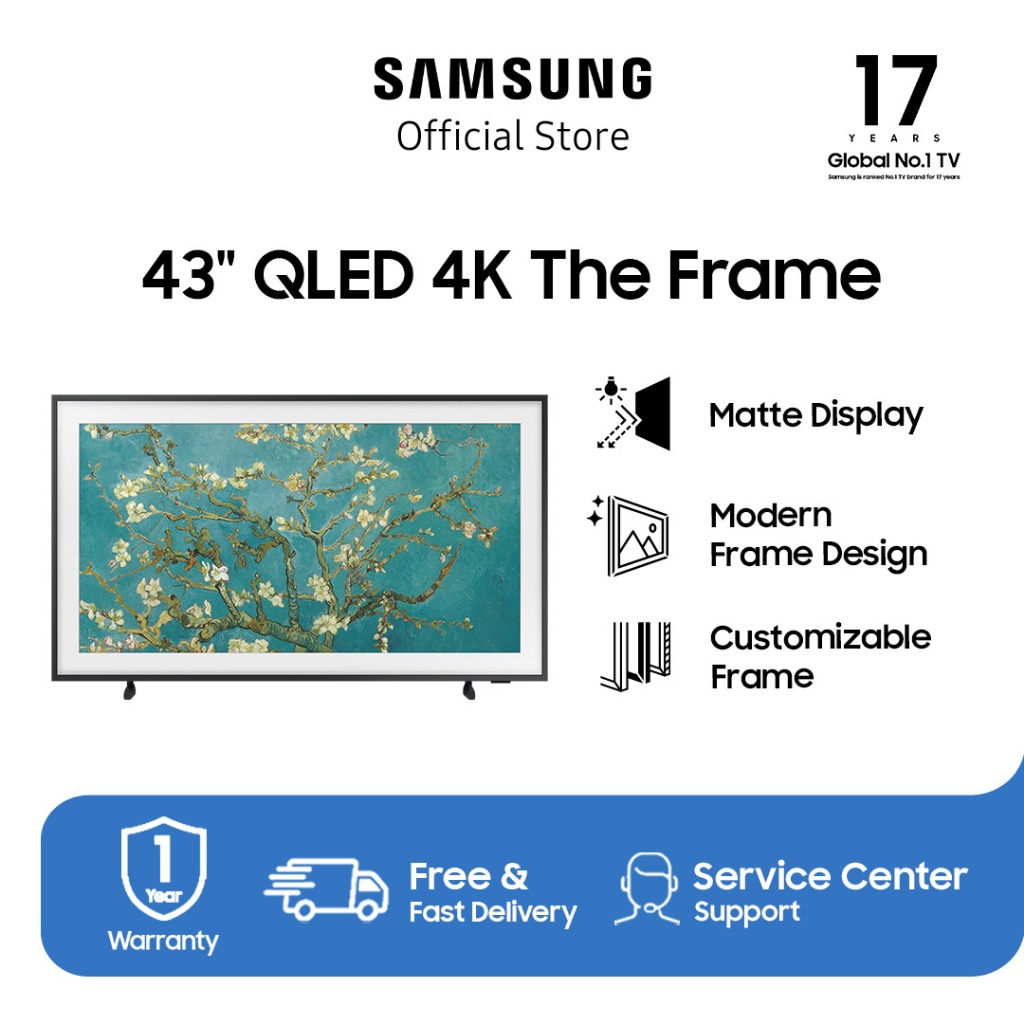 SAMSUNG
Official Store
17
YEARS
Global No.1 TV
Samsung is ranked No.1 TV brand for 17 years
43" QLED 4K The Frame
Matte Display
Modern
Frame Design
Customizable
Frame
1
Year
Warranty
Free &
Fast Delivery
Service Center
Support